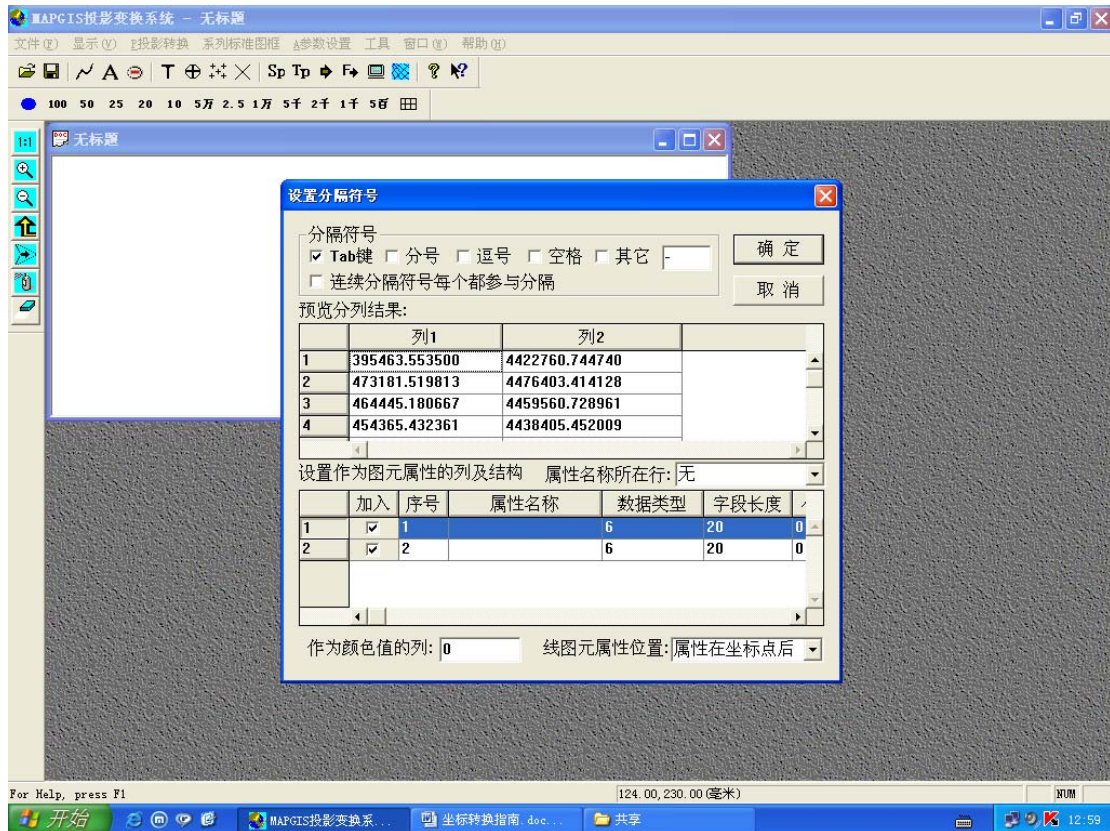 MAPGIS投影变换系统 - 无标题
文件(F) 显示(V) P投影转换 系列标准图框 A参数设置 工具 窗口(W) 帮助(H)
Sp Tp F
100 50 25 20 10 5万 2.5 1万 5千 2千 1千 5百
1:1
无标题
设置分隔符号
分隔符号
Tab键 分号 逗号 空格 其它 -
确 定
连续分隔符号每个都参与分隔
取 消
预览分列结果:
列1 列2
1 395463.553500 4422760.744740
2 473181.519813 4476403.414128
3 464445.180667 4459560.728961
4 454365.432361 4438405.452009
设置作为图元属性的列及结构 属性名称所在行: 无
加入 序号 属性名称 数据类型 字段长度
1 1 6 20 0
2 2 6 20 0
作为颜色值的列: 0 线图元属性位置: 属性在坐标点后
For Help, press F1 124.00,230.00(毫米) NUM
开始 MAPGIS投影变换系... 坐标转换指南.doc... 共享 12:59